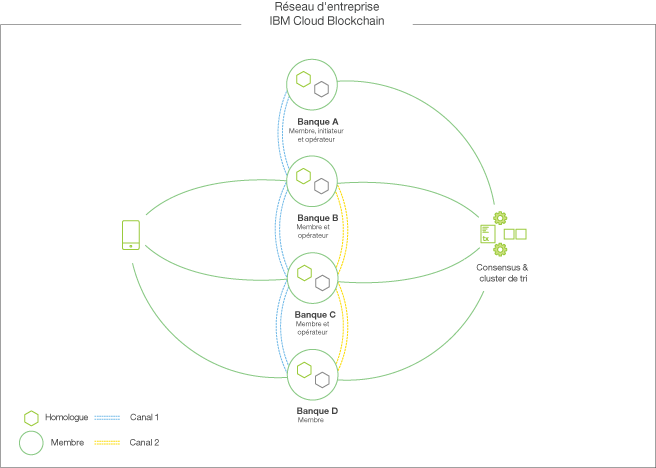 Réseau d'entreprise
IBM Cloud Blockchain
Banque A
Membre, initiateur
et opérateur
Banque B
Membre et
opérateur
tx
Consensus &
cluster de tri
Banque C
Membre et
opérateur
Banque D
Membre
Homologue
Canal 1
Membre
Canal 2